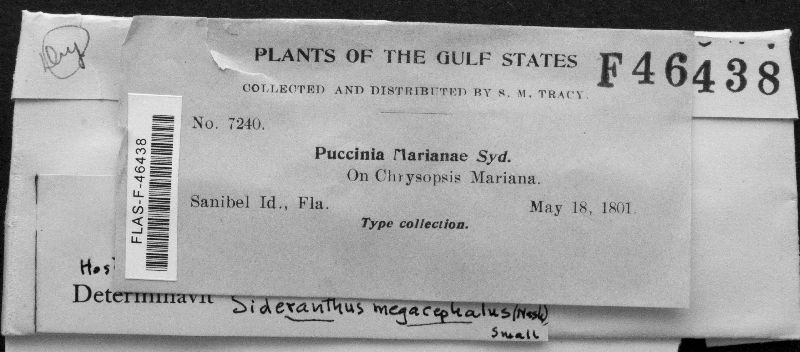 PLANTS OF THE GULF STATES
F46438
COLLECTED AND DISTRIBUTED BY S. M. TRACY.
No. 7240.
Puccinia Marianae Syd.
On Chrysopsis Mariana.
Sanibel Id., Fla. May 18, 1801.
Type collection.
FLAS-F-46438
Determinavit Sideranthus megacephalus (Nash)
Small